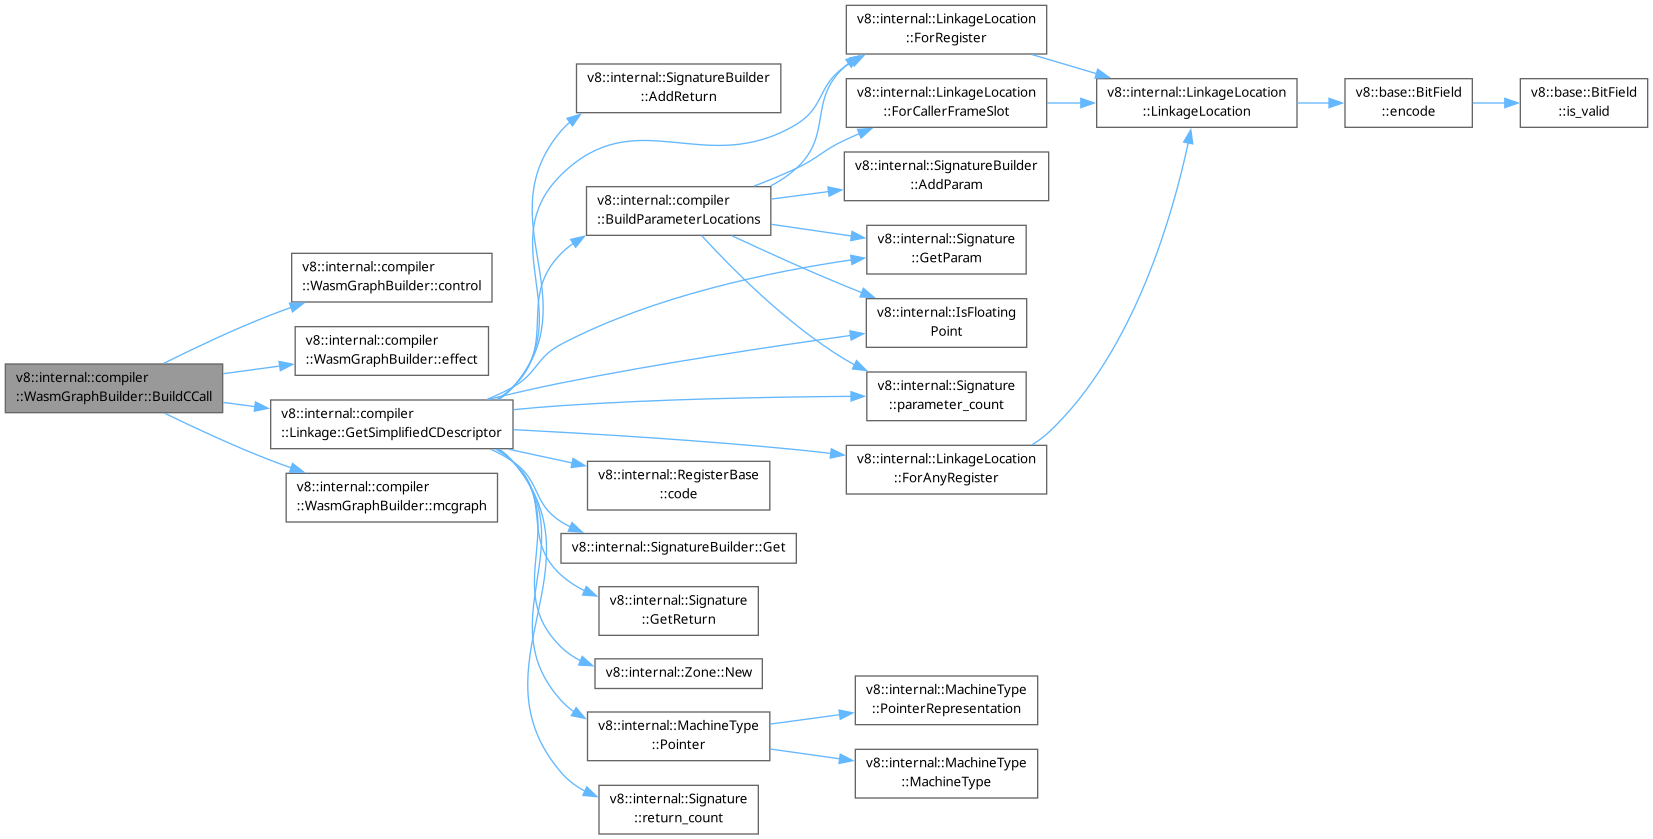 v8::internal::compiler
::WasmGraphBuilder::BuildCCall
v8::internal::compiler
::WasmGraphBuilder::control
v8::internal::compiler
::WasmGraphBuilder::effect
v8::internal::compiler
::Linkage::GetSimplifiedCDescriptor
v8::internal::compiler
::WasmGraphBuilder::mcgraph
v8::internal::SignatureBuilder
::AddReturn
v8::internal::compiler
::BuildParameterLocations
v8::internal::RegisterBase
::code
v8::internal::SignatureBuilder::Get
v8::internal::Signature
::GetReturn
v8::internal::Zone::New
v8::internal::MachineType
::Pointer
v8::internal::Signature
::return_count
v8::internal::LinkageLocation
::ForRegister
v8::internal::LinkageLocation
::ForCallerFrameSlot
v8::internal::SignatureBuilder
::AddParam
v8::internal::Signature
::GetParam
v8::internal::IsFloating
Point
v8::internal::Signature
::parameter_count
v8::internal::LinkageLocation
::ForAnyRegister
v8::internal::MachineType
::PointerRepresentation
v8::internal::MachineType
::MachineType
v8::internal::LinkageLocation
::LinkageLocation
v8::base::BitField
::encode
v8::base::BitField
::is_valid